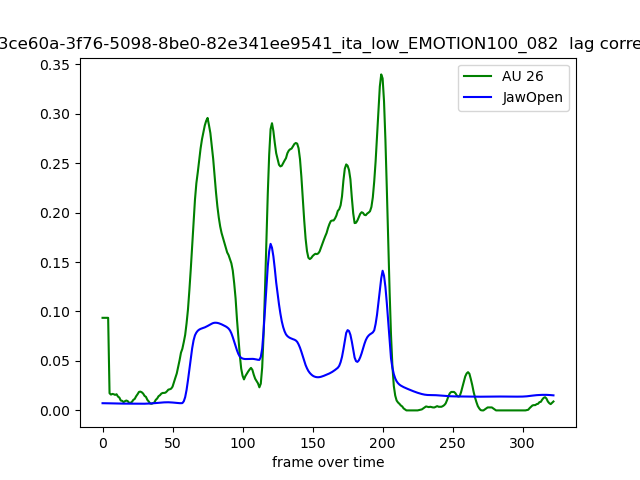 3ce60a-3f76-5098-8be0-82e341ee9541_ita_low_EMOTION100_082 lag corre
AU 26
JawOpen
0.35
0.30
0.25
0.20
0.15
0.10
0.05
0.00
0 50 100 150 200 250 300
frame over time